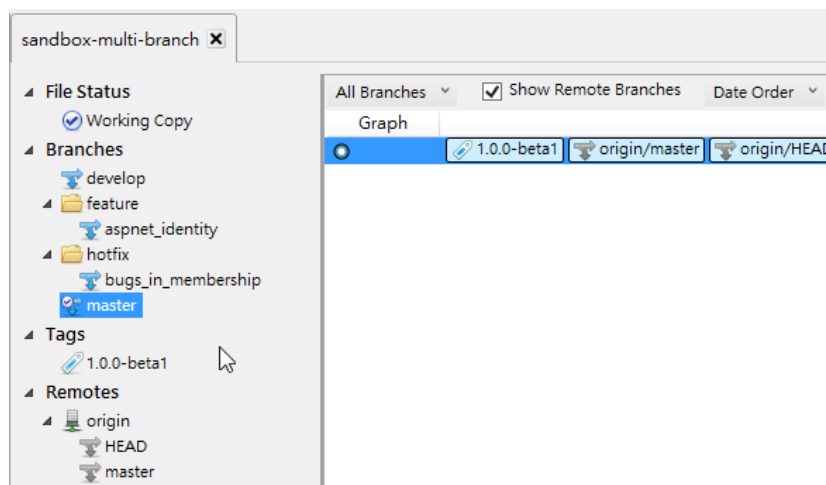 sandbox-multi-branch
File Status
Working Copy
Branches
develop
feature
aspnet_identity
hotfix
bugs_in_membership
master
Tags
1.0.0-beta1
Remotes
origin
HEAD
master
All Branches Show Remote Branches Date Order
Graph
1.0.0-beta1 origin/master origin/HEAD